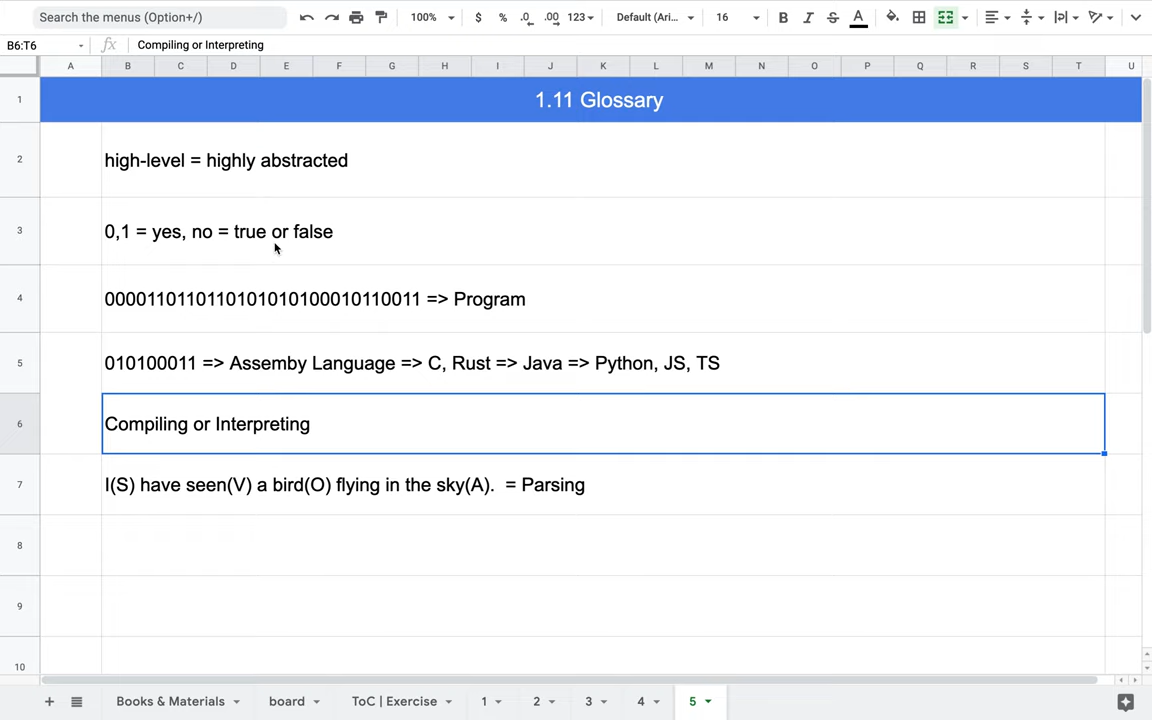 Search the menus (Option+/)
100%
$
%
.0
.00
123
Default (Ari...
16
B
I
S
A
B6:T6
fx
Compiling or Interpreting
A B C D E F G H I J K L M N O P Q R S T U
1
1.11 Glossary
2
high-level = highly abstracted
3
0,1 = yes, no = true or false
4
0000110110110101010100010110011 => Program
5
010100011 => Assemby Language => C, Rust => Java => Python, JS, TS
6
Compiling or Interpreting
7
I(S) have seen(V) a bird(O) flying in the sky(A).  = Parsing
8
9
10
Books & Materials
board
ToC | Exercise
1
2
3
4
5